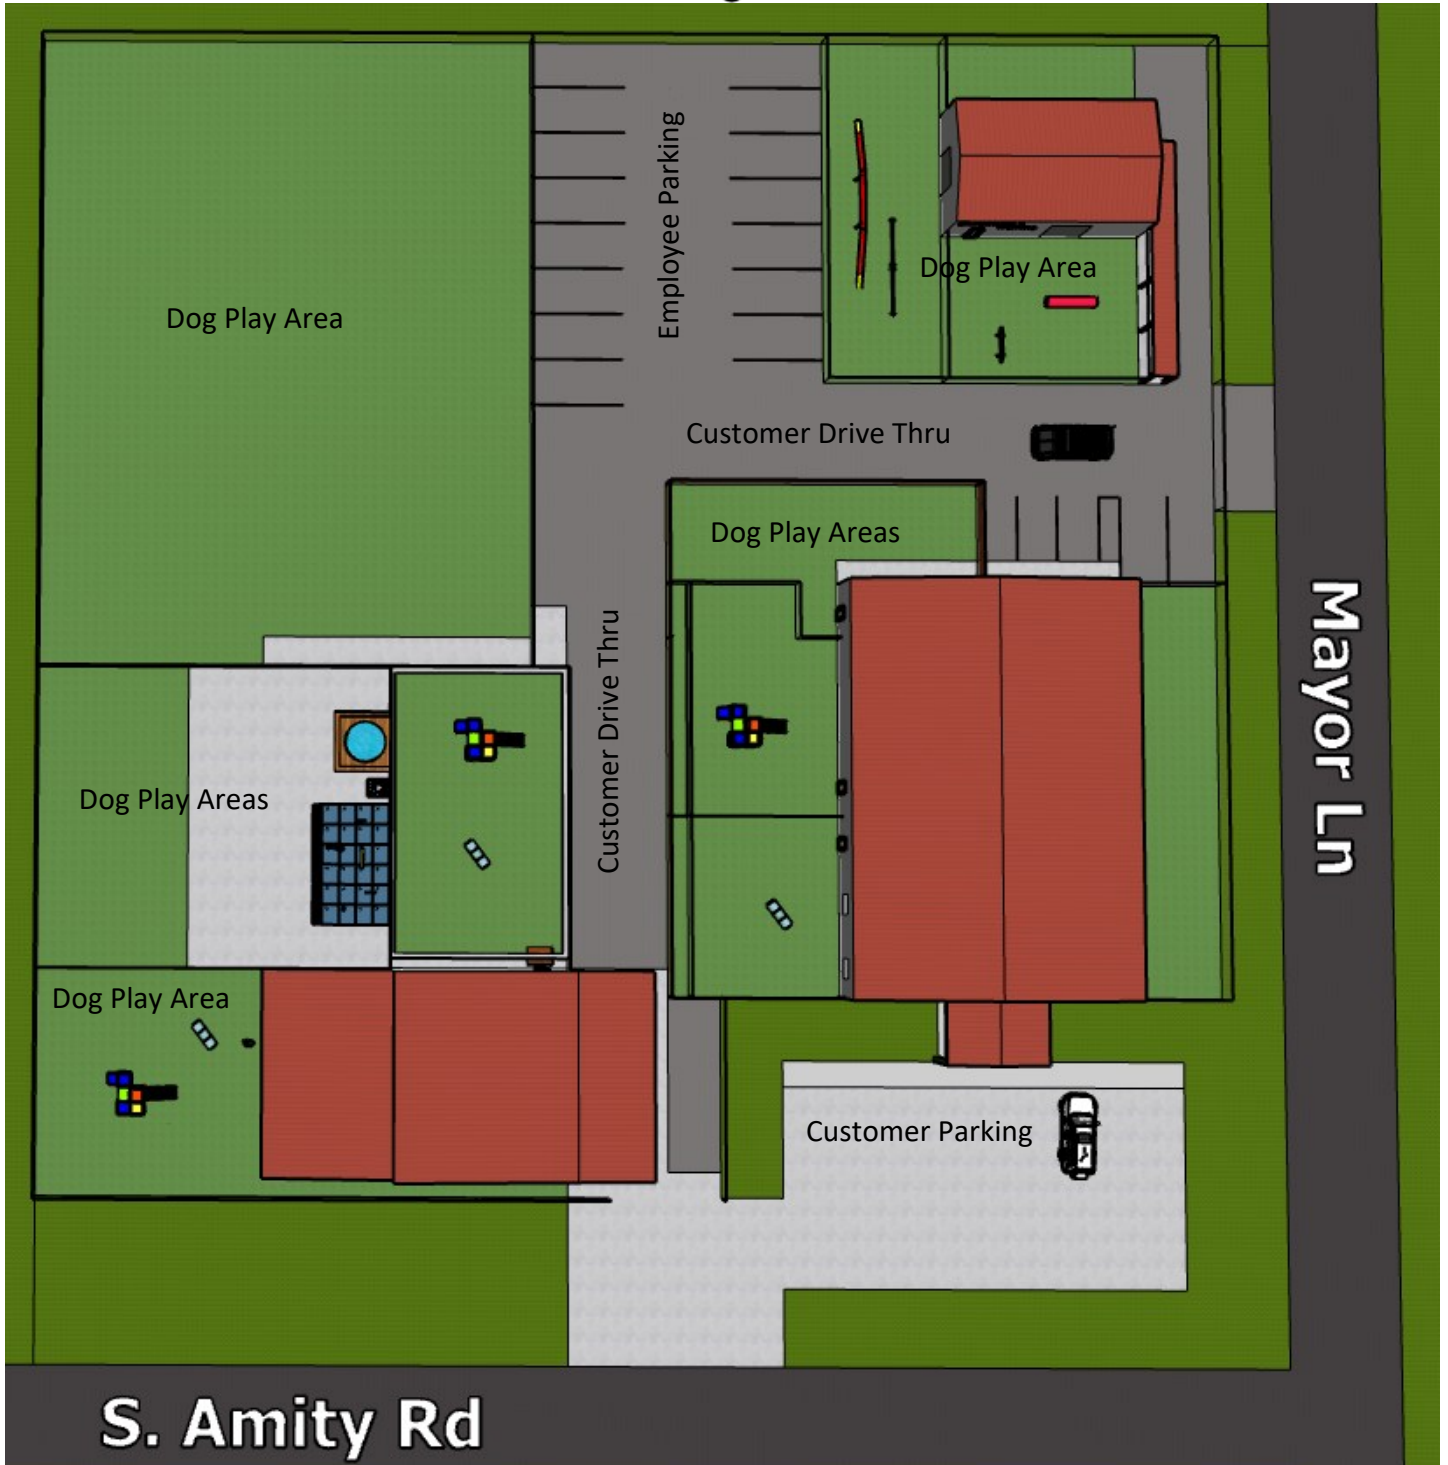 Employee Parking
Dog Play Area
Dog Play Area
Customer Drive Thru
Dog Play Areas
Customer Drive Thru
Mayor Ln
Dog Play Areas
Dog Play Area
Customer Parking
S. Amity Rd